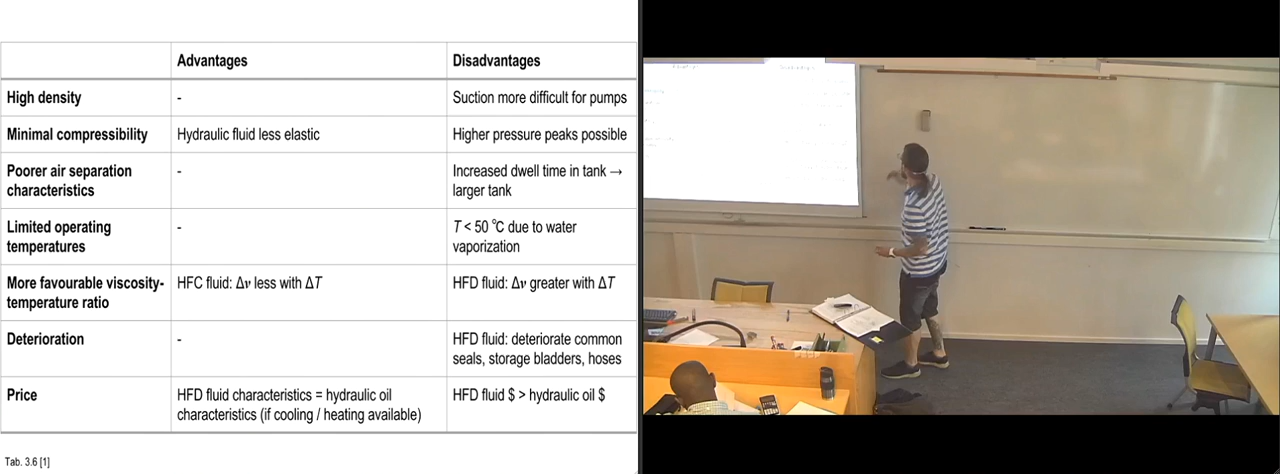 Advantages Disadvantages
High density - Suction more difficult for pumps
Minimal compressibility Hydraulic fluid less elastic Higher pressure peaks possible
Poorer air separation - Increased dwell time in tank →
characteristics larger tank
Limited operating - T < 50 °C due to water
temperatures vaporization
More favourable viscosity- HFC fluid: Δν less with ΔT HFD fluid: Δν greater with ΔT
temperature ratio
Deterioration - HFD fluid: deteriorate common
seals, storage bladders, hoses
Price HFD fluid characteristics = hydraulic oil HFD fluid $ > hydraulic oil $
characteristics (if cooling / heating available)
Tab. 3.6 [1]